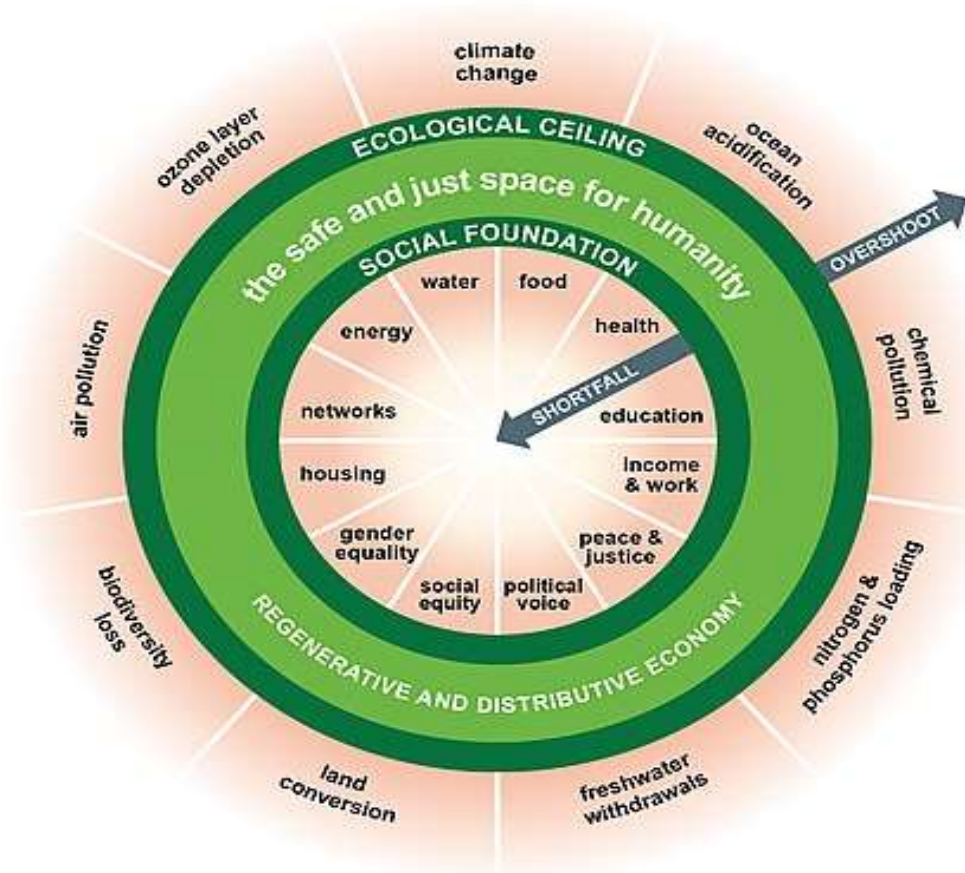 climate
change
ocean
acidification
chemical
pollution
nitrogen &
phosphorus loading
freshwater
withdrawals
land
conversion
biodiversity
loss
air pollution
ozone layer
depletion
ECOLOGICAL CEILING
the safe and just space for humanity
SOCIAL FOUNDATION
OVERSHOOT
SHORTFALL
water
food
health
education
income
& work
peace &
justice
political
voice
social
equity
gender
equality
housing
networks
energy
REGENERATIVE AND DISTRIBUTIVE ECONOMY